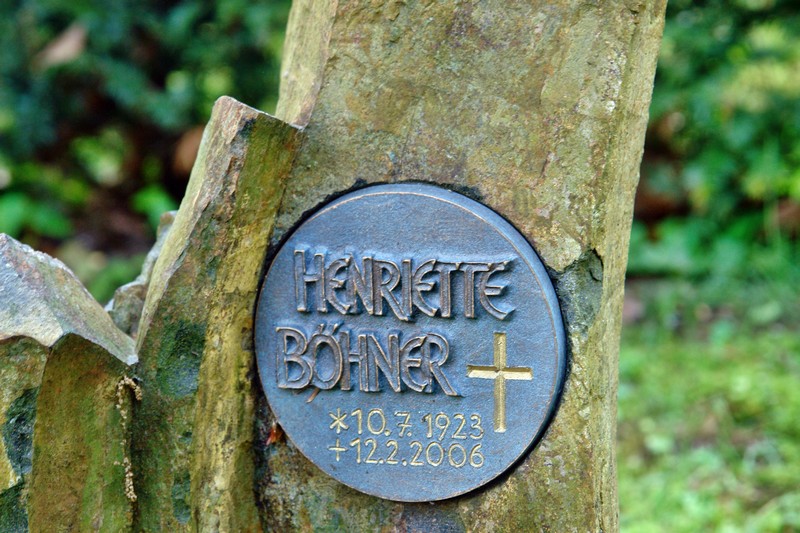 HENRIETTE
BÖHNER
*10.7.1923
+12.2.2006